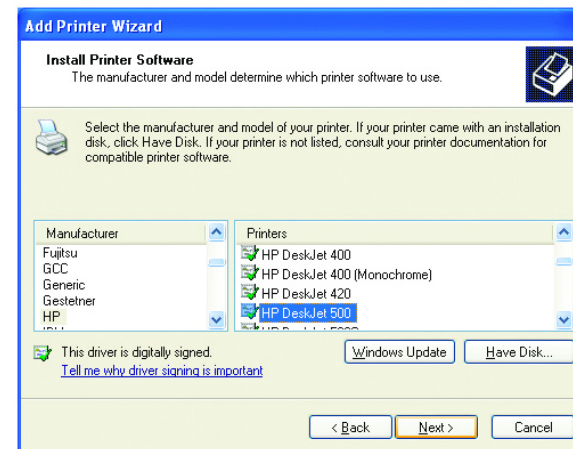 Add Printer Wizard
Install Printer Software
The manufacturer and model determine which printer software to use.
Select the manufacturer and model of your printer. If your printer came with an installation
disk, click Have Disk. If your printer is not listed, consult your printer documentation for
compatible printer software.
Manufacturer
Fujitsu
GCC
Generic
Gestetner
HP
Printers
HP DeskJet 400
HP DeskJet 400 (Monochrome)
HP DeskJet 420
HP DeskJet 500
This driver is digitally signed.
Tell me why driver signing is important
Windows Update
Have Disk...
< Back
Next >
Cancel